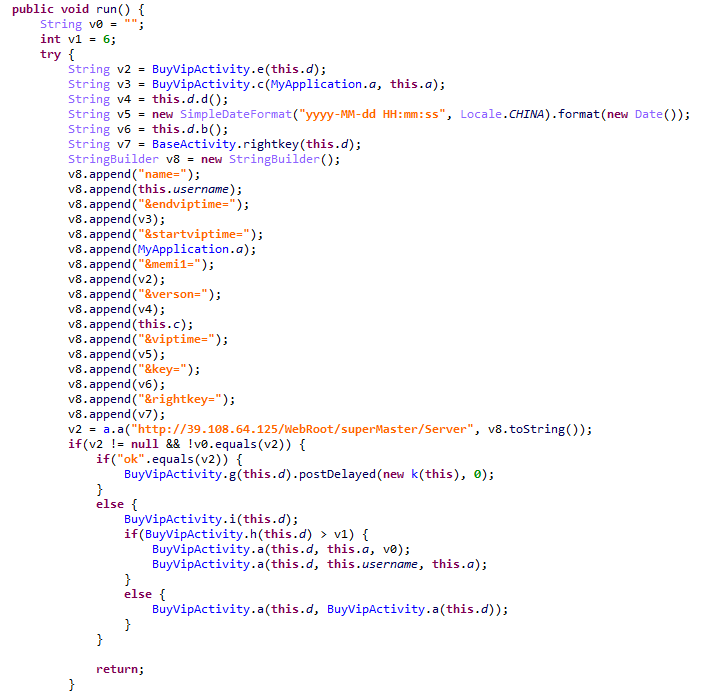 public void run() {
String v0 = "";
int v1 = 6;
try {
String v2 = BuyVipActivity.e(this.d);
String v3 = BuyVipActivity.c(MyApplication.a, this.a);
String v4 = this.d.d();
String v5 = new SimpleDateFormat("yyyy-MM-dd HH:mm:ss", Locale.CHINA).format(new Date());
String v6 = this.d.b();
String v7 = BaseActivity.rightkey(this.d);
StringBuilder v8 = new StringBuilder();
v8.append("name=");
v8.append(this.username);
v8.append("&endviptime=");
v8.append(v3);
v8.append("&startviptime=");
v8.append(MyApplication.a);
v8.append("&memi1=");
v8.append(v2);
v8.append("&verson=");
v8.append(v4);
v8.append(this.c);
v8.append("&viptime=");
v8.append(v5);
v8.append("&key=");
v8.append(v6);
v8.append("&rightkey=");
v8.append(v7);
v2 = a.a("http://39.108.64.125/WebRoot/superMaster/Server", v8.toString());
if(v2 != null && !v0.equals(v2)) {
if("ok".equals(v2)) {
BuyVipActivity.g(this.d).postDelayed(new k(this), 0);
}
else {
BuyVipActivity.i(this.d);
if(BuyVipActivity.h(this.d) > v1) {
BuyVipActivity.a(this.d, this.a, v0);
BuyVipActivity.a(this.d, this.username, this.a);
}
else {
BuyVipActivity.a(this.d, BuyVipActivity.a(this.d));
}
}
return;
}